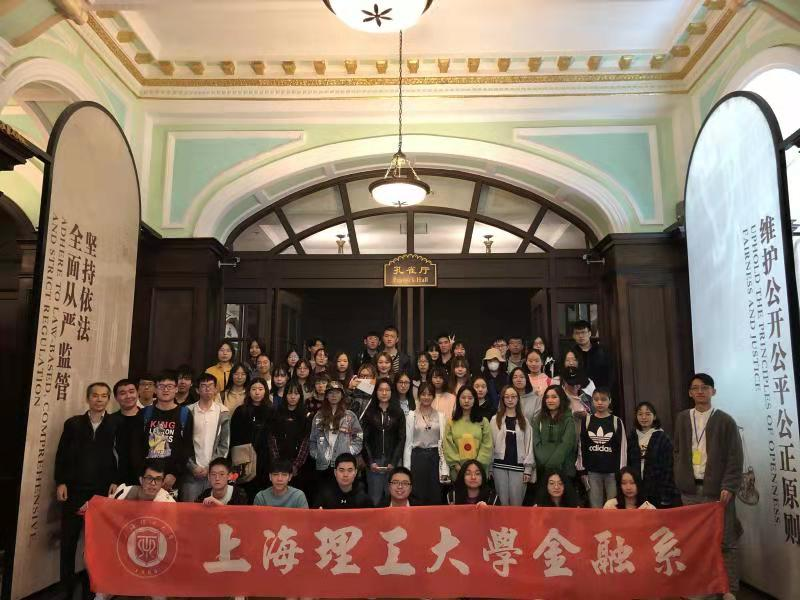 坚持依法
全面从严监管
ADHERE TO LAW-BASED, COMPREHENSIVE
AND STRICT REGULATION
孔雀厅
Peacock Hall
维护公开公平公正原则
UPHOLD THE PRINCIPLES OF OPENNESS
FAIRNESS AND JUSTICE
KING
adidas
上海理工大學金融系